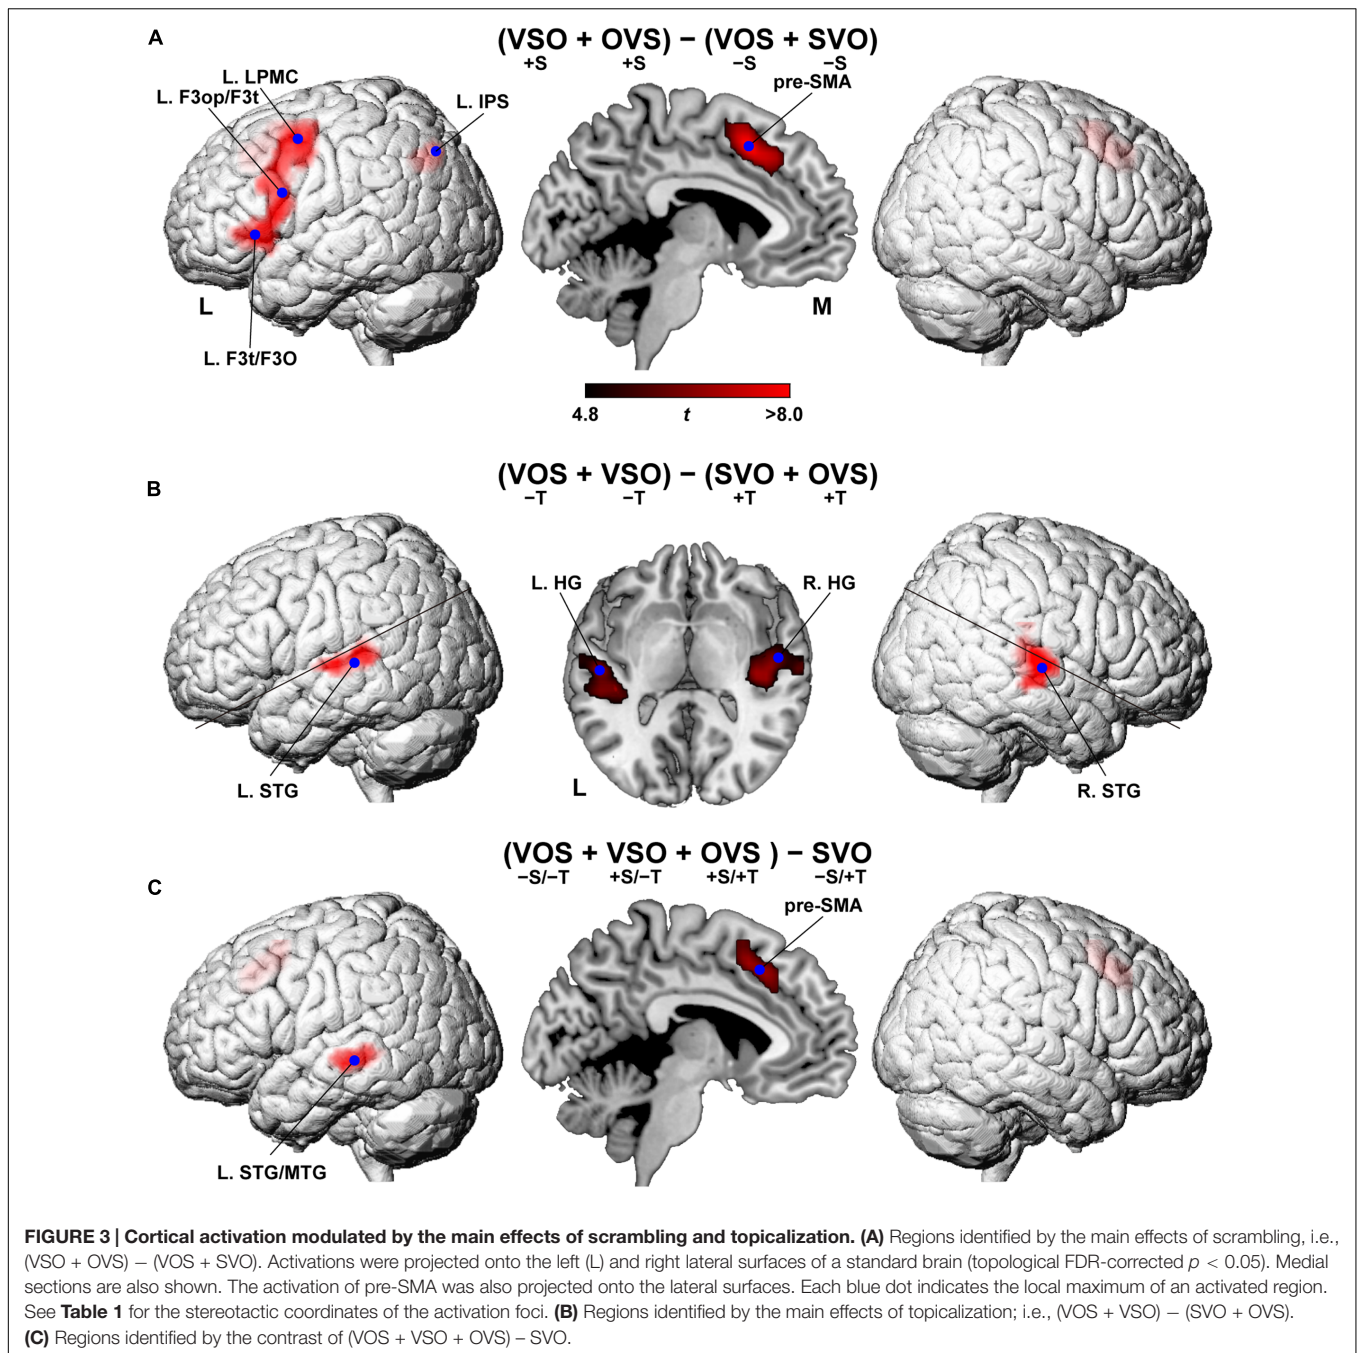 A
(VSO + OVS) − (VOS + SVO)
+S +S −S −S
L. LPMC
L. F3op/F3t
L. IPS
pre-SMA
L
M
L. F3t/F3O
4.8 t >8.0
B
(VOS + VSO) − (SVO + OVS)
−T −T +T +T
L. HG
R. HG
L. STG
L
R. STG
(VOS + VSO + OVS ) − SVO
−S/−T +S/−T +S/+T −S/+T
C
pre-SMA
L. STG/MTG
FIGURE 3 | Cortical activation modulated by the main effects of scrambling and topicalization. (A) Regions identified by the main effects of scrambling, i.e.,
(VSO + OVS) − (VOS + SVO). Activations were projected onto the left (L) and right lateral surfaces of a standard brain (topological FDR-corrected p < 0.05). Medial
sections are also shown. The activation of pre-SMA was also projected onto the lateral surfaces. Each blue dot indicates the local maximum of an activated region.
See Table 1 for the stereotactic coordinates of the activation foci. (B) Regions identified by the main effects of topicalization; i.e., (VOS + VSO) − (SVO + OVS).
(C) Regions identified by the contrast of (VOS + VSO + OVS) – SVO.